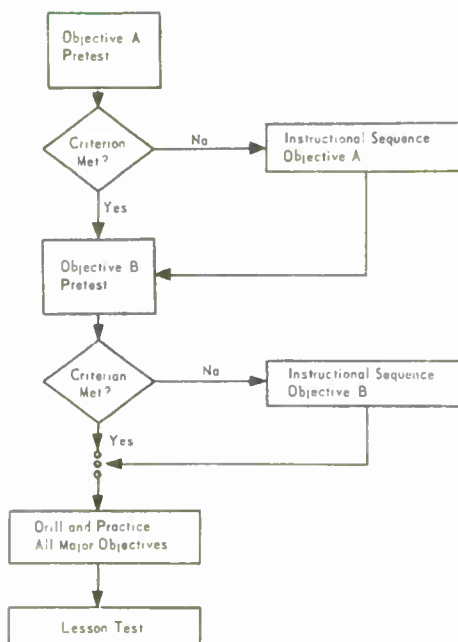 Objective A
Pretest
Criterion
Met?
No
Instructional Sequence
Objective A
Yes
Objective B
Pretest
Criterion
Met?
No
Instructional Sequence
Objective B
Yes
Drill and Practice
All Major Objectives
Lesson Test